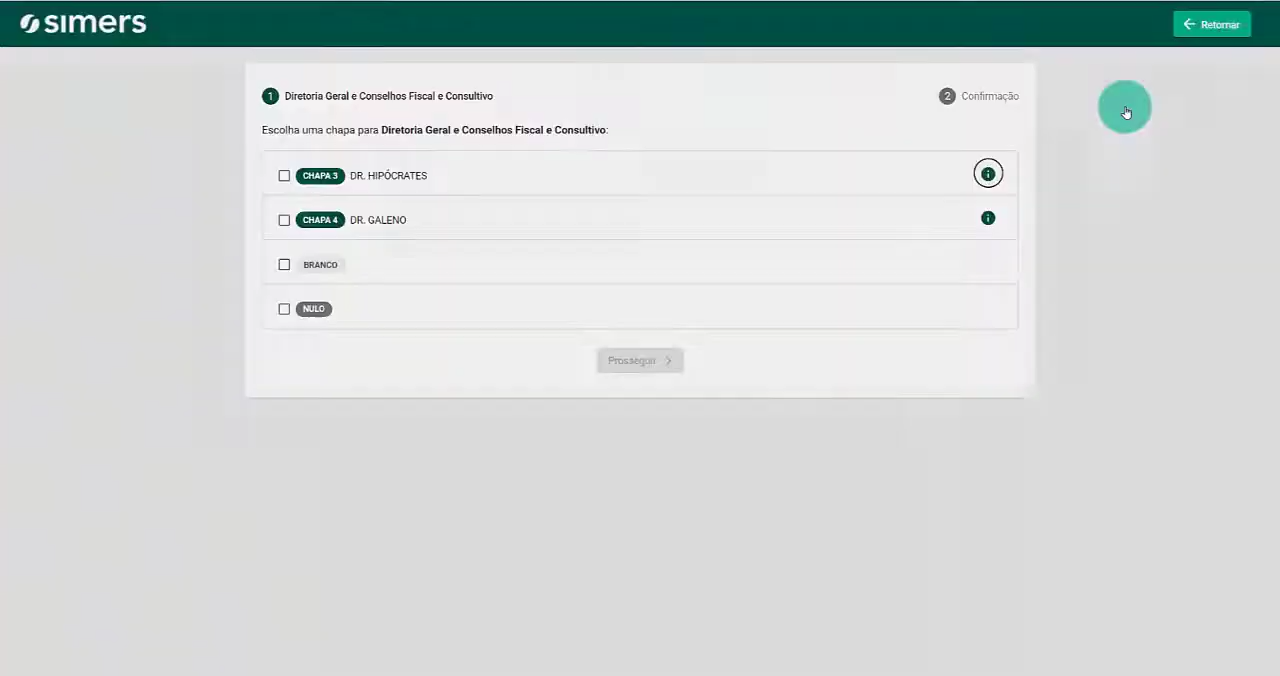 simers
Retornar
1 Diretoria Geral e Conselhos Fiscal e Consultivo
2 Confirmação
Escolha uma chapa para Diretoria Geral e Conselhos Fiscal e Consultivo:
CHAPA 3 DR. HIPÓCRATES
CHAPA 4 DR. GALENO
BRANCO
NULO
Prosseguir